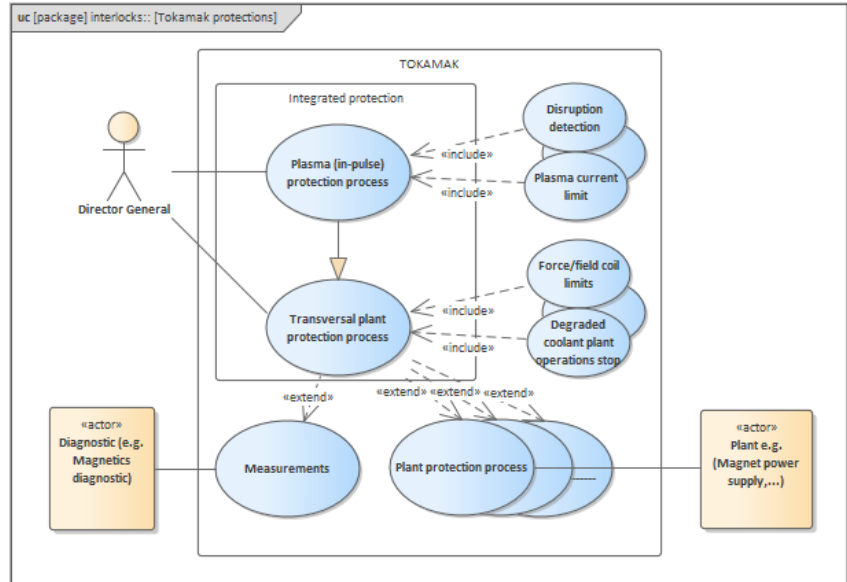 uc [package] interlocks:: [Tokamak protections]
TOKAMAK
Integrated protection
Disruption
detection
«include»
Plasma (in-pulse)
protection process
«include»
Plasma current
limit
Director General
Force/field coil
limits
«include»
Transversal plant
protection process
«include»
Degraded
coolant plant
operations stop
«extend»
«extend» «extend» «extend»
«actor»
Diagnostic (e.g.
Magnetics
diagnostic)
Measurements
Plant protection process
-------
«actor»
Plant e.g.
(Magnet power
supply,...)